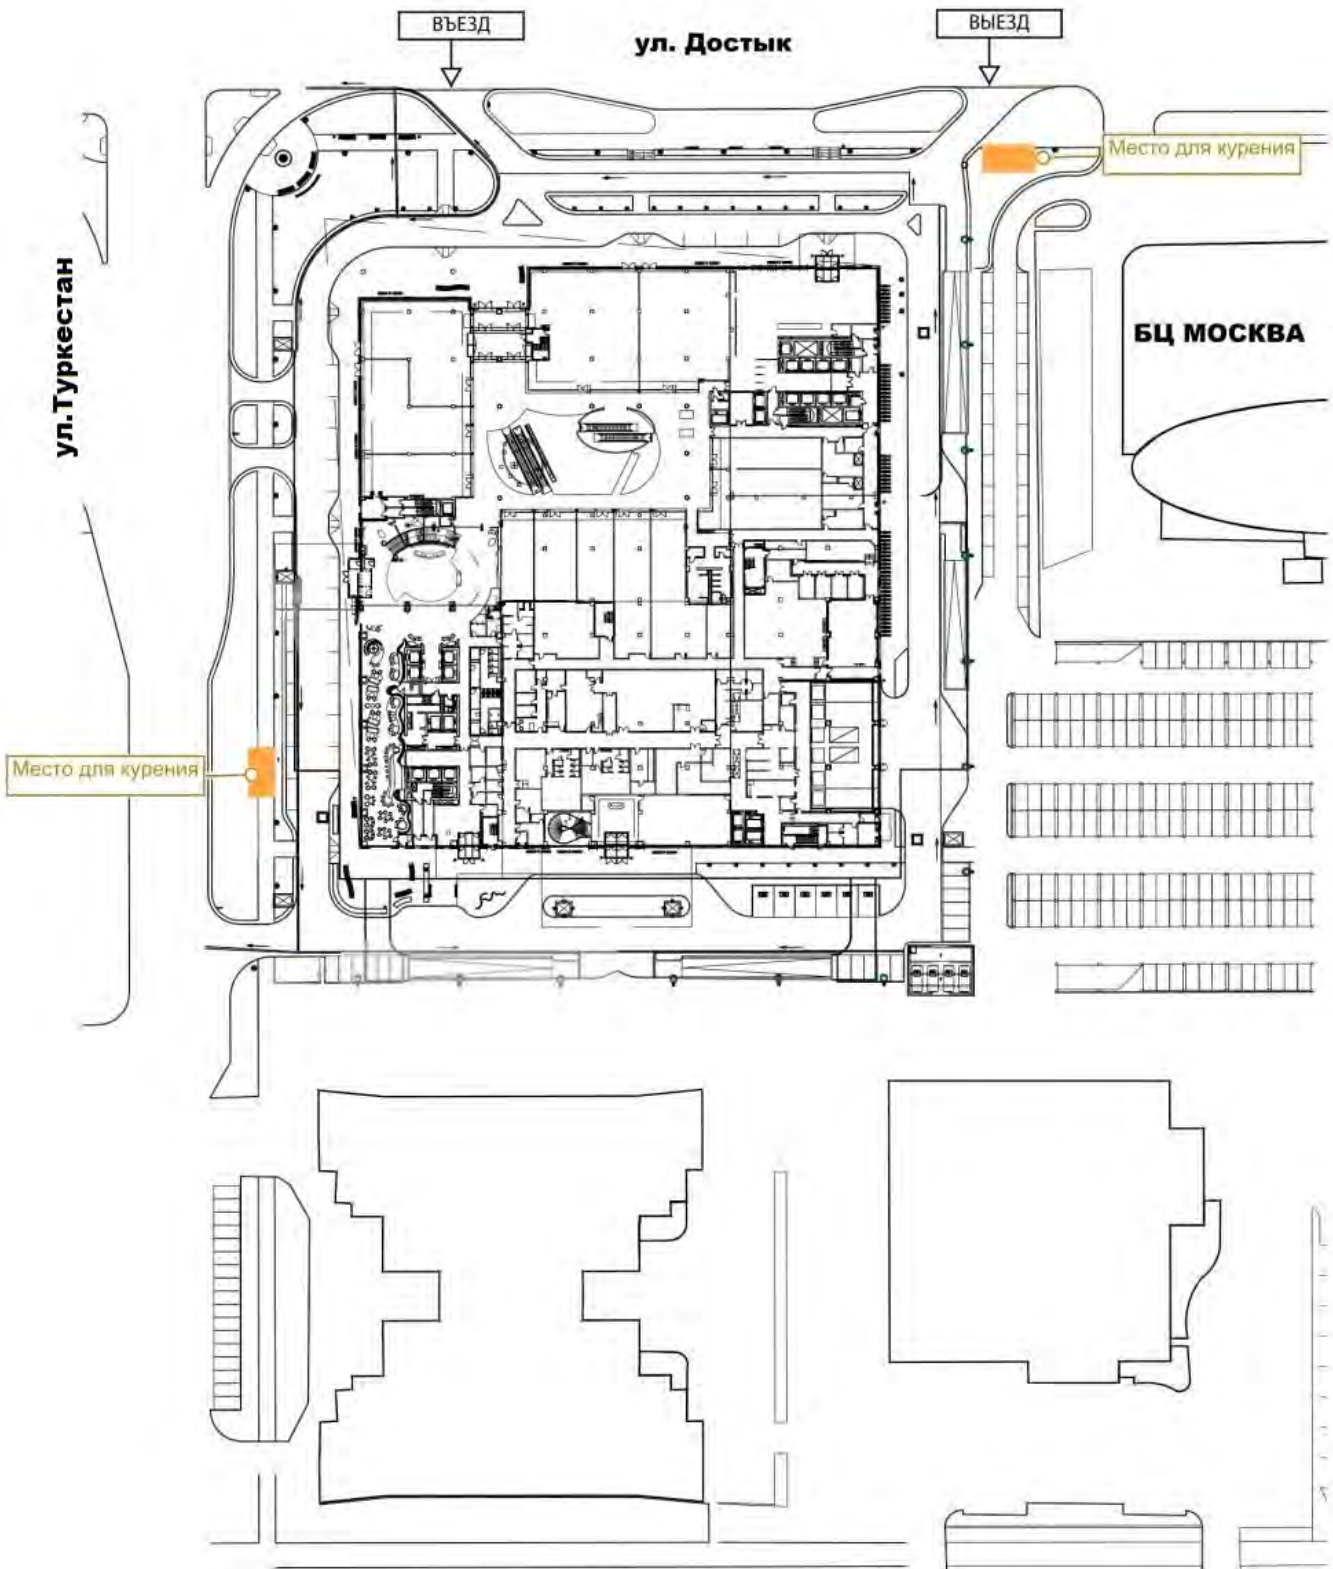 ВЪЕЗД
ВЫЕЗД
ул. Достык
Место для курения
ул.Туркестан
БЦ МОСКВА
Место для курения